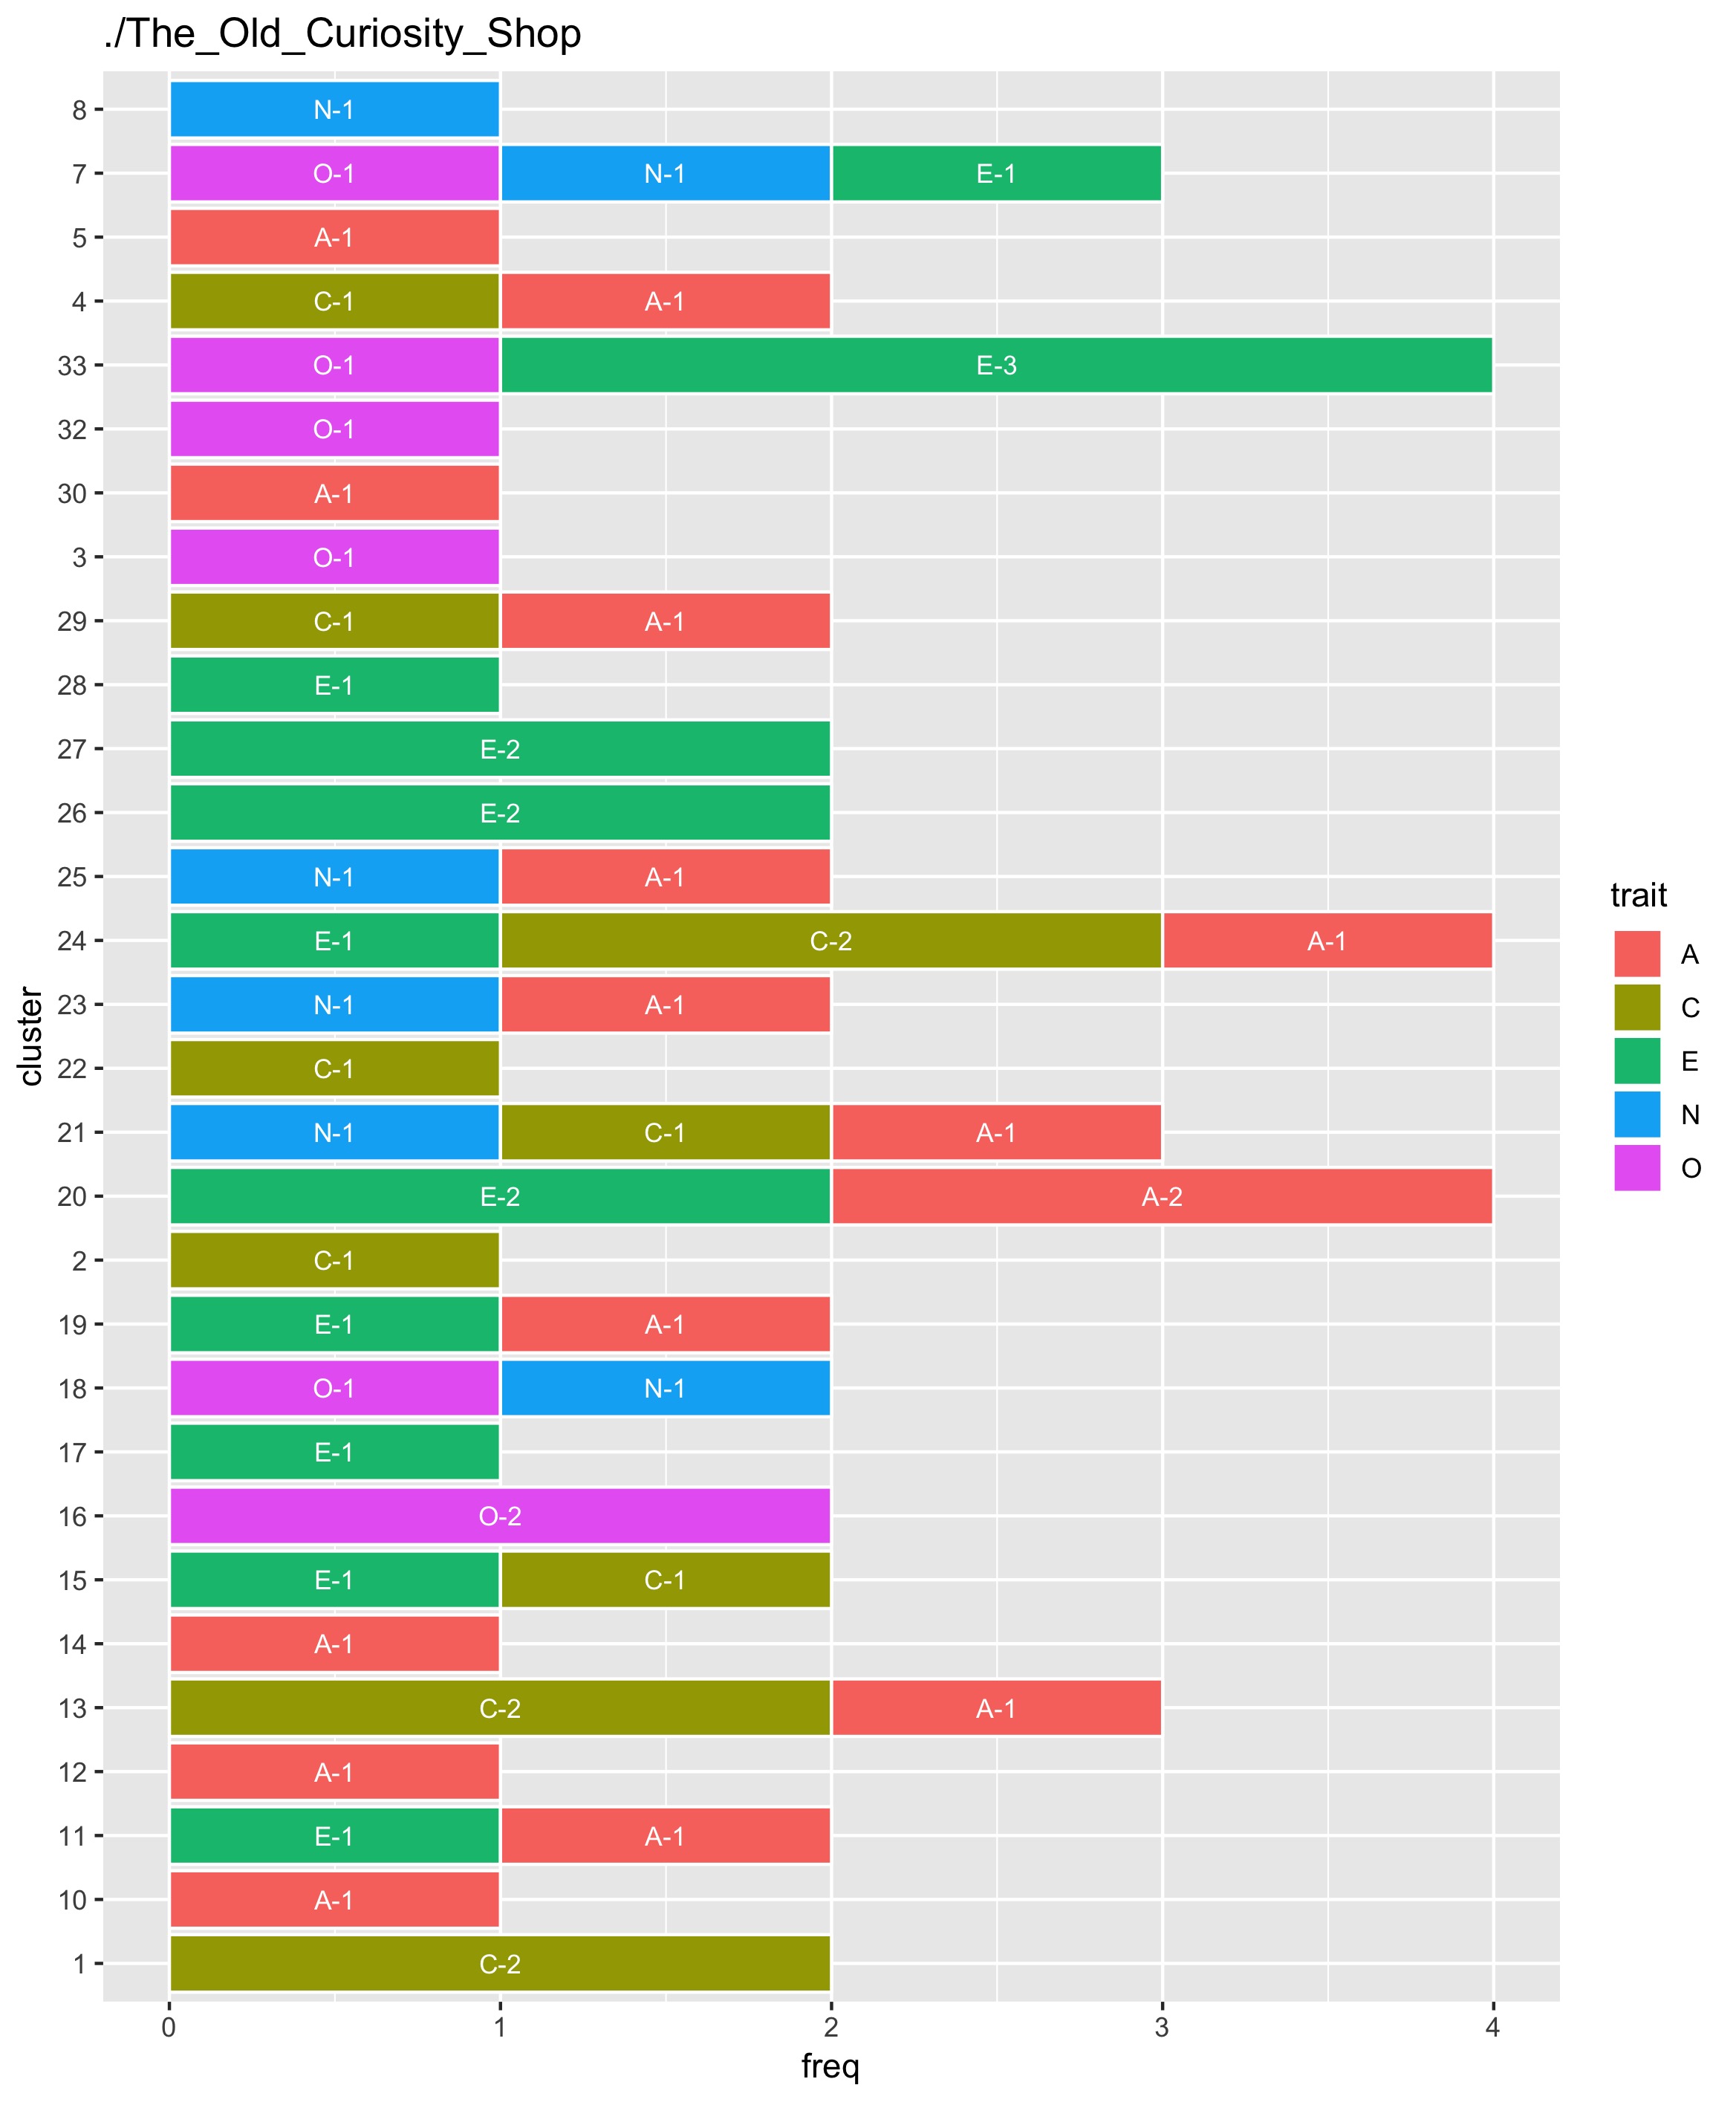 ./The_Old_Curiosity_Shop
8 N-1
7 O-1 N-1 E-1
5 A-1
4 C-1 A-1
33 O-1 E-3
32 O-1
30 A-1
3 O-1
29 C-1 A-1
28 E-1
27 E-2
26 E-2
25 N-1 A-1
24 E-1 C-2 A-1
23 N-1 A-1
22 C-1
21 N-1 C-1 A-1
20 E-2 A-2
2 C-1
19 E-1 A-1
18 O-1 N-1
17 E-1
16 O-2
15 E-1 C-1
14 A-1
13 C-2 A-1
12 A-1
11 E-1 A-1
10 A-1
1 C-2
0 1 2 3 4
freq
cluster
trait
A
C
E
N
O